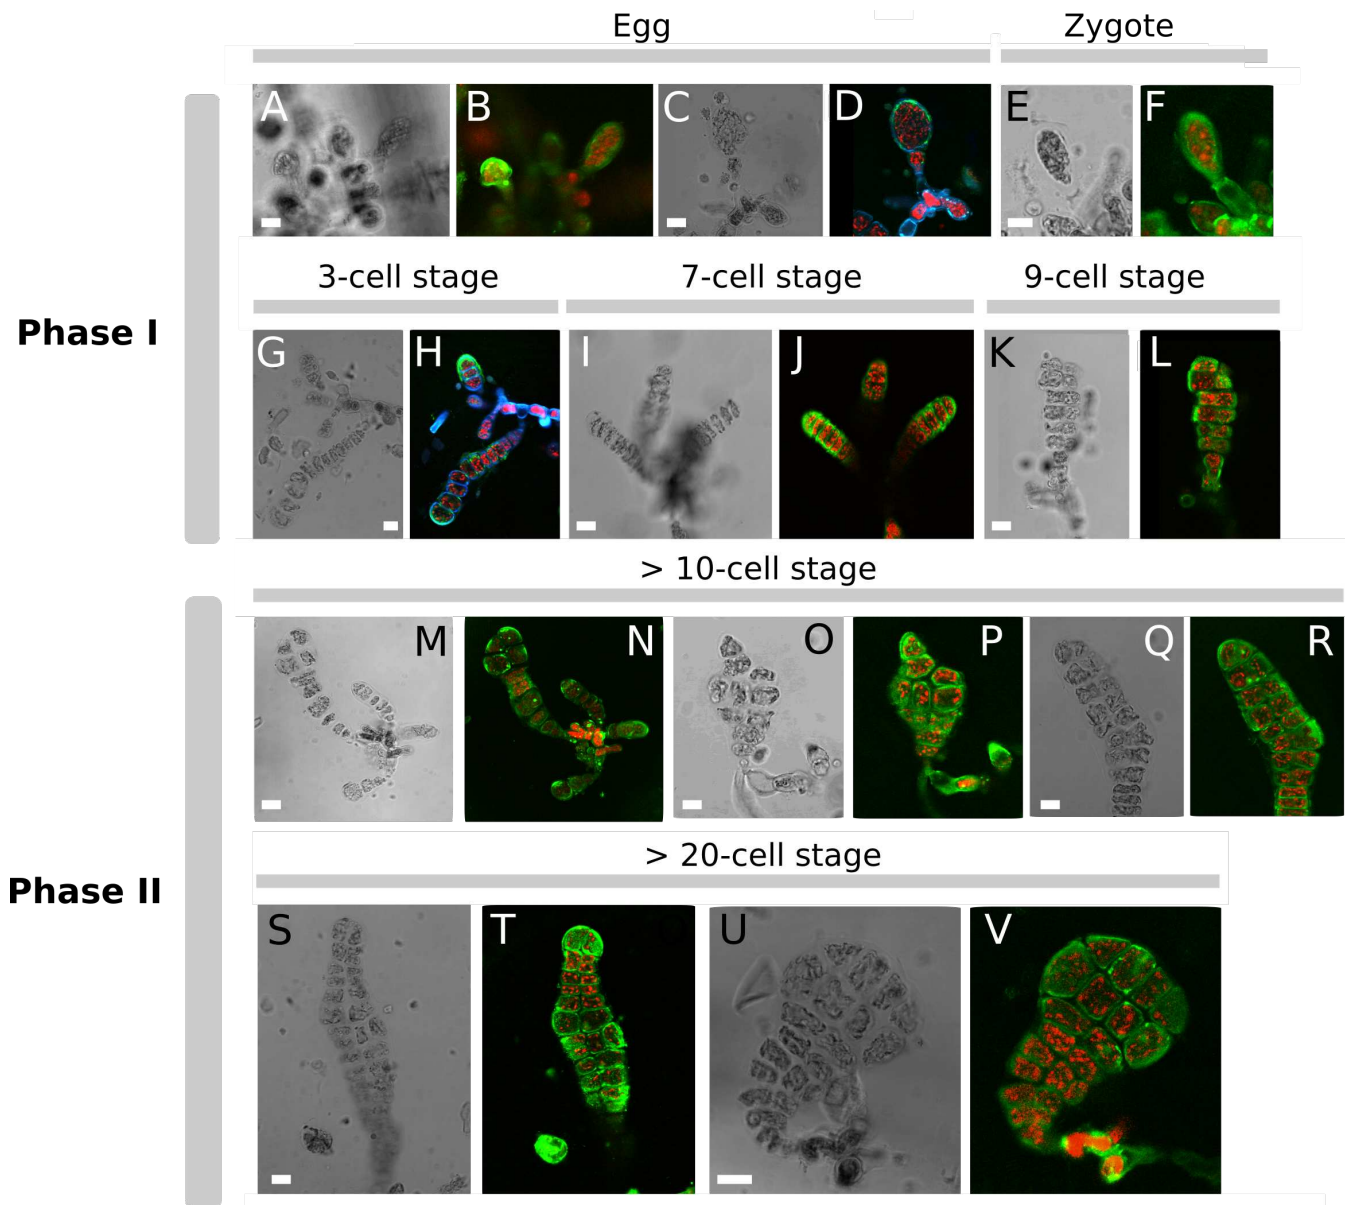 Egg Zygote
A B C D E F
3-cell stage 7-cell stage 9-cell stage
Phase I
G H I J K L
> 10-cell stage
M N O P Q R
> 20-cell stage
Phase II
S T U V